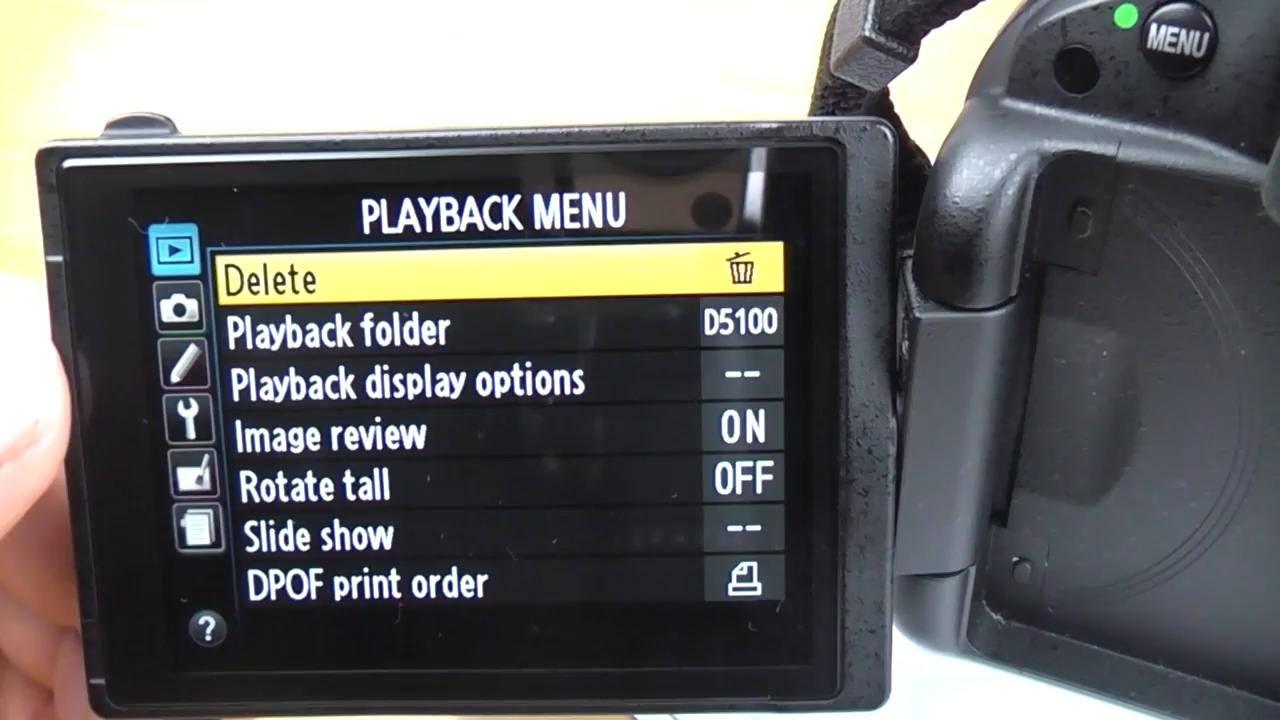 MENU
PLAYBACK MENU
Delete
Playback folder D5100
Playback display options --
Image review ON
Rotate tall OFF
Slide show --
DPOF print order
?